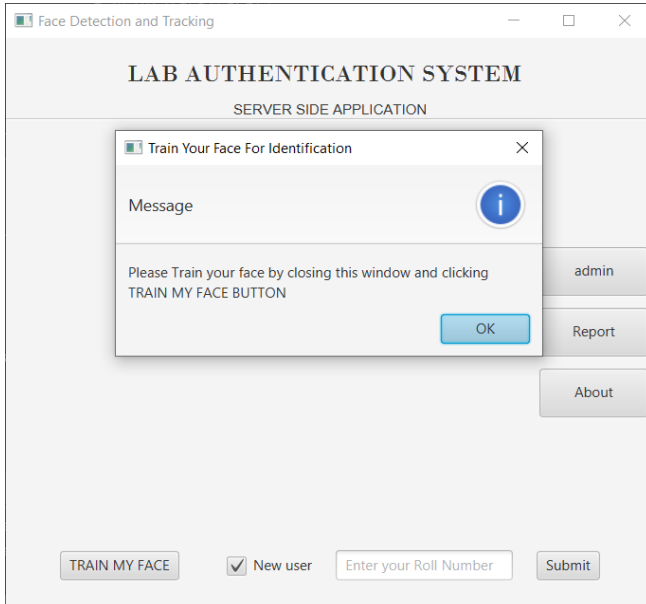 Face Detection and Tracking
LAB AUTHENTICATION SYSTEM
SERVER SIDE APPLICATION
Train Your Face For Identification
Message
i
Please Train your face by closing this window and clicking
TRAIN MY FACE BUTTON
OK
admin
Report
About
TRAIN MY FACE
New user
Enter your Roll Number
Submit